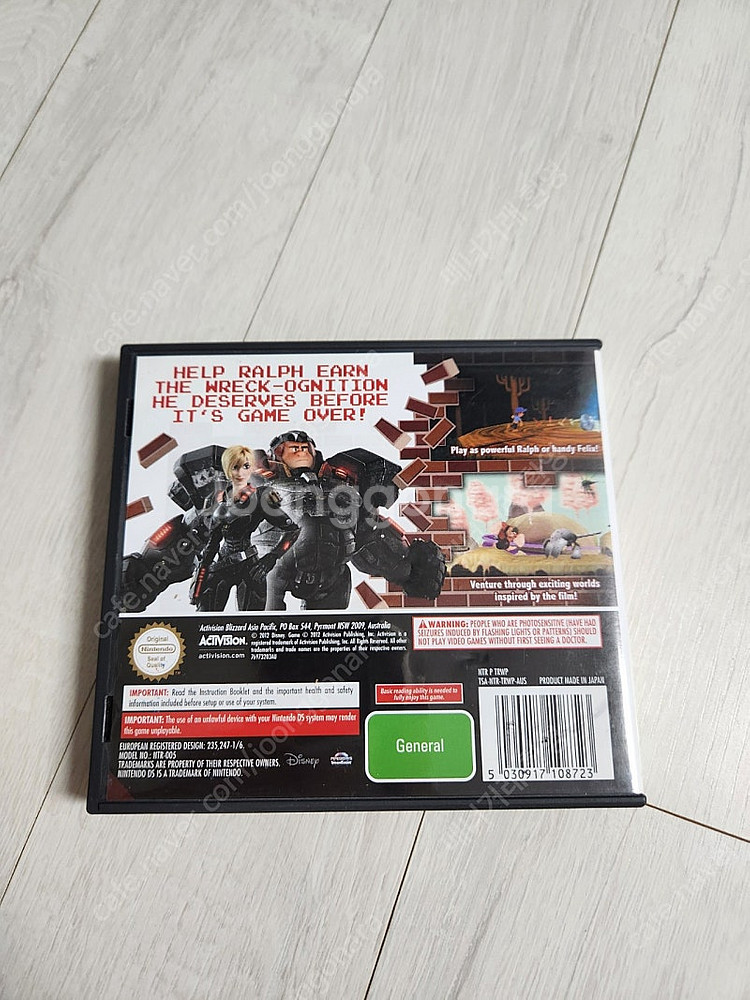 HELP RALPH EARN
THE WRECK-OGNITION
HE DESERVES BEFORE
IT'S GAME OVER!
Play as powerful Ralph or handy Felix!
Venture through exciting worlds
inspired by the film!
Original
Nintendo
Seal of
Quality
ACTIVISION.
activision.com
Activision Blizzard Asia Pacific, PO Box 544, Pyrmont NSW 2009, Australia
© 2012 Disney. Game © 2012 Activision Publishing, Inc. Activision is a
registered trademark of Activision Publishing, Inc. All Rights Reserved. All other
trademarks and trade names are the properties of their respective owners.
WARNING: PEOPLE WHO ARE PHOTOSENSITIVE (HAVE HAD
SEIZURES INDUCED BY FLASHING LIGHTS OR PATTERNS) SHOULD
NOT PLAY VIDEO GAMES WITHOUT FIRST SEEING A DOCTOR.
NTR P TRWP
TSA-NTR-TRWP-AUS PRODUCT MADE IN JAPAN
IMPORTANT: Read the Instruction Booklet and the important health and safety
information included before setup or use of your system.
IMPORTANT: The use of an unlawful device with your Nintendo DS system may render
this game unplayable.
Basic reading ability is needed to
fully enjoy this game.
General
EUROPEAN REGISTERED DESIGN: 235,247-1/6.
MODEL NO.: NTR-005
TRADEMARKS ARE PROPERTY OF THEIR RESPECTIVE OWNERS.
NINTENDO DS IS A TRADEMARK OF NINTENDO.
Disney
5 030917 108723
joonggonara
cafe.naver.com/joonggonara